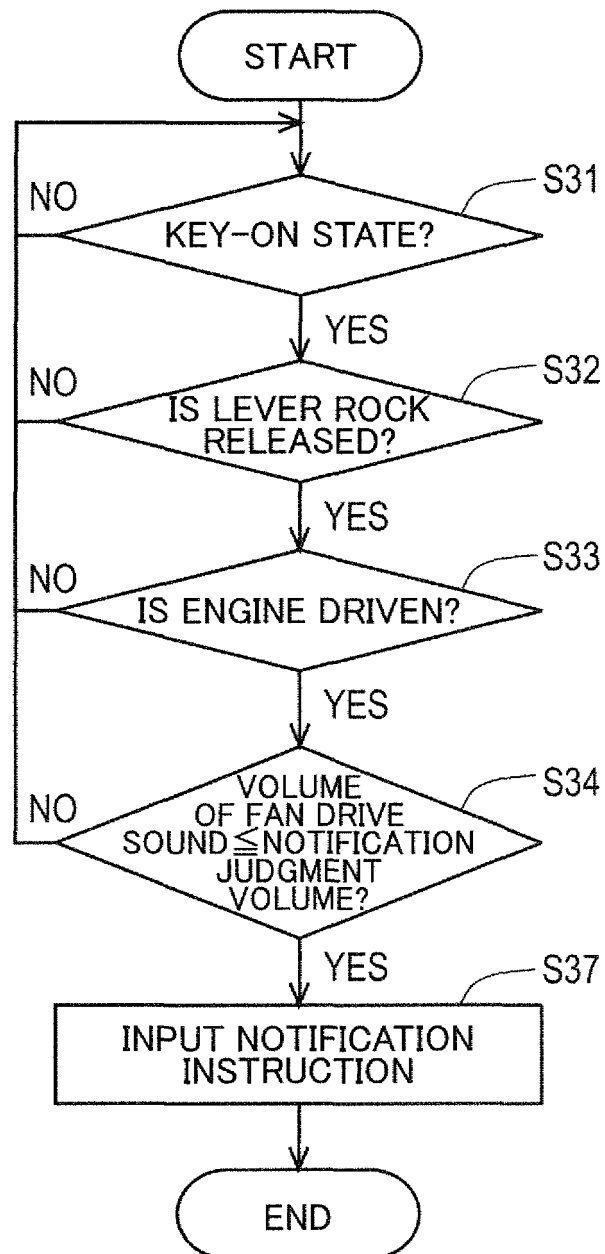 START
S31
NO
KEY-ON STATE?
YES
S32
NO
IS LEVER ROCK
RELEASED?
YES
S33
NO
IS ENGINE DRIVEN?
YES
S34
NO
VOLUME
OF FAN DRIVE
SOUND≦NOTIFICATION
JUDGMENT
VOLUME?
YES
S37
INPUT NOTIFICATION
INSTRUCTION
END